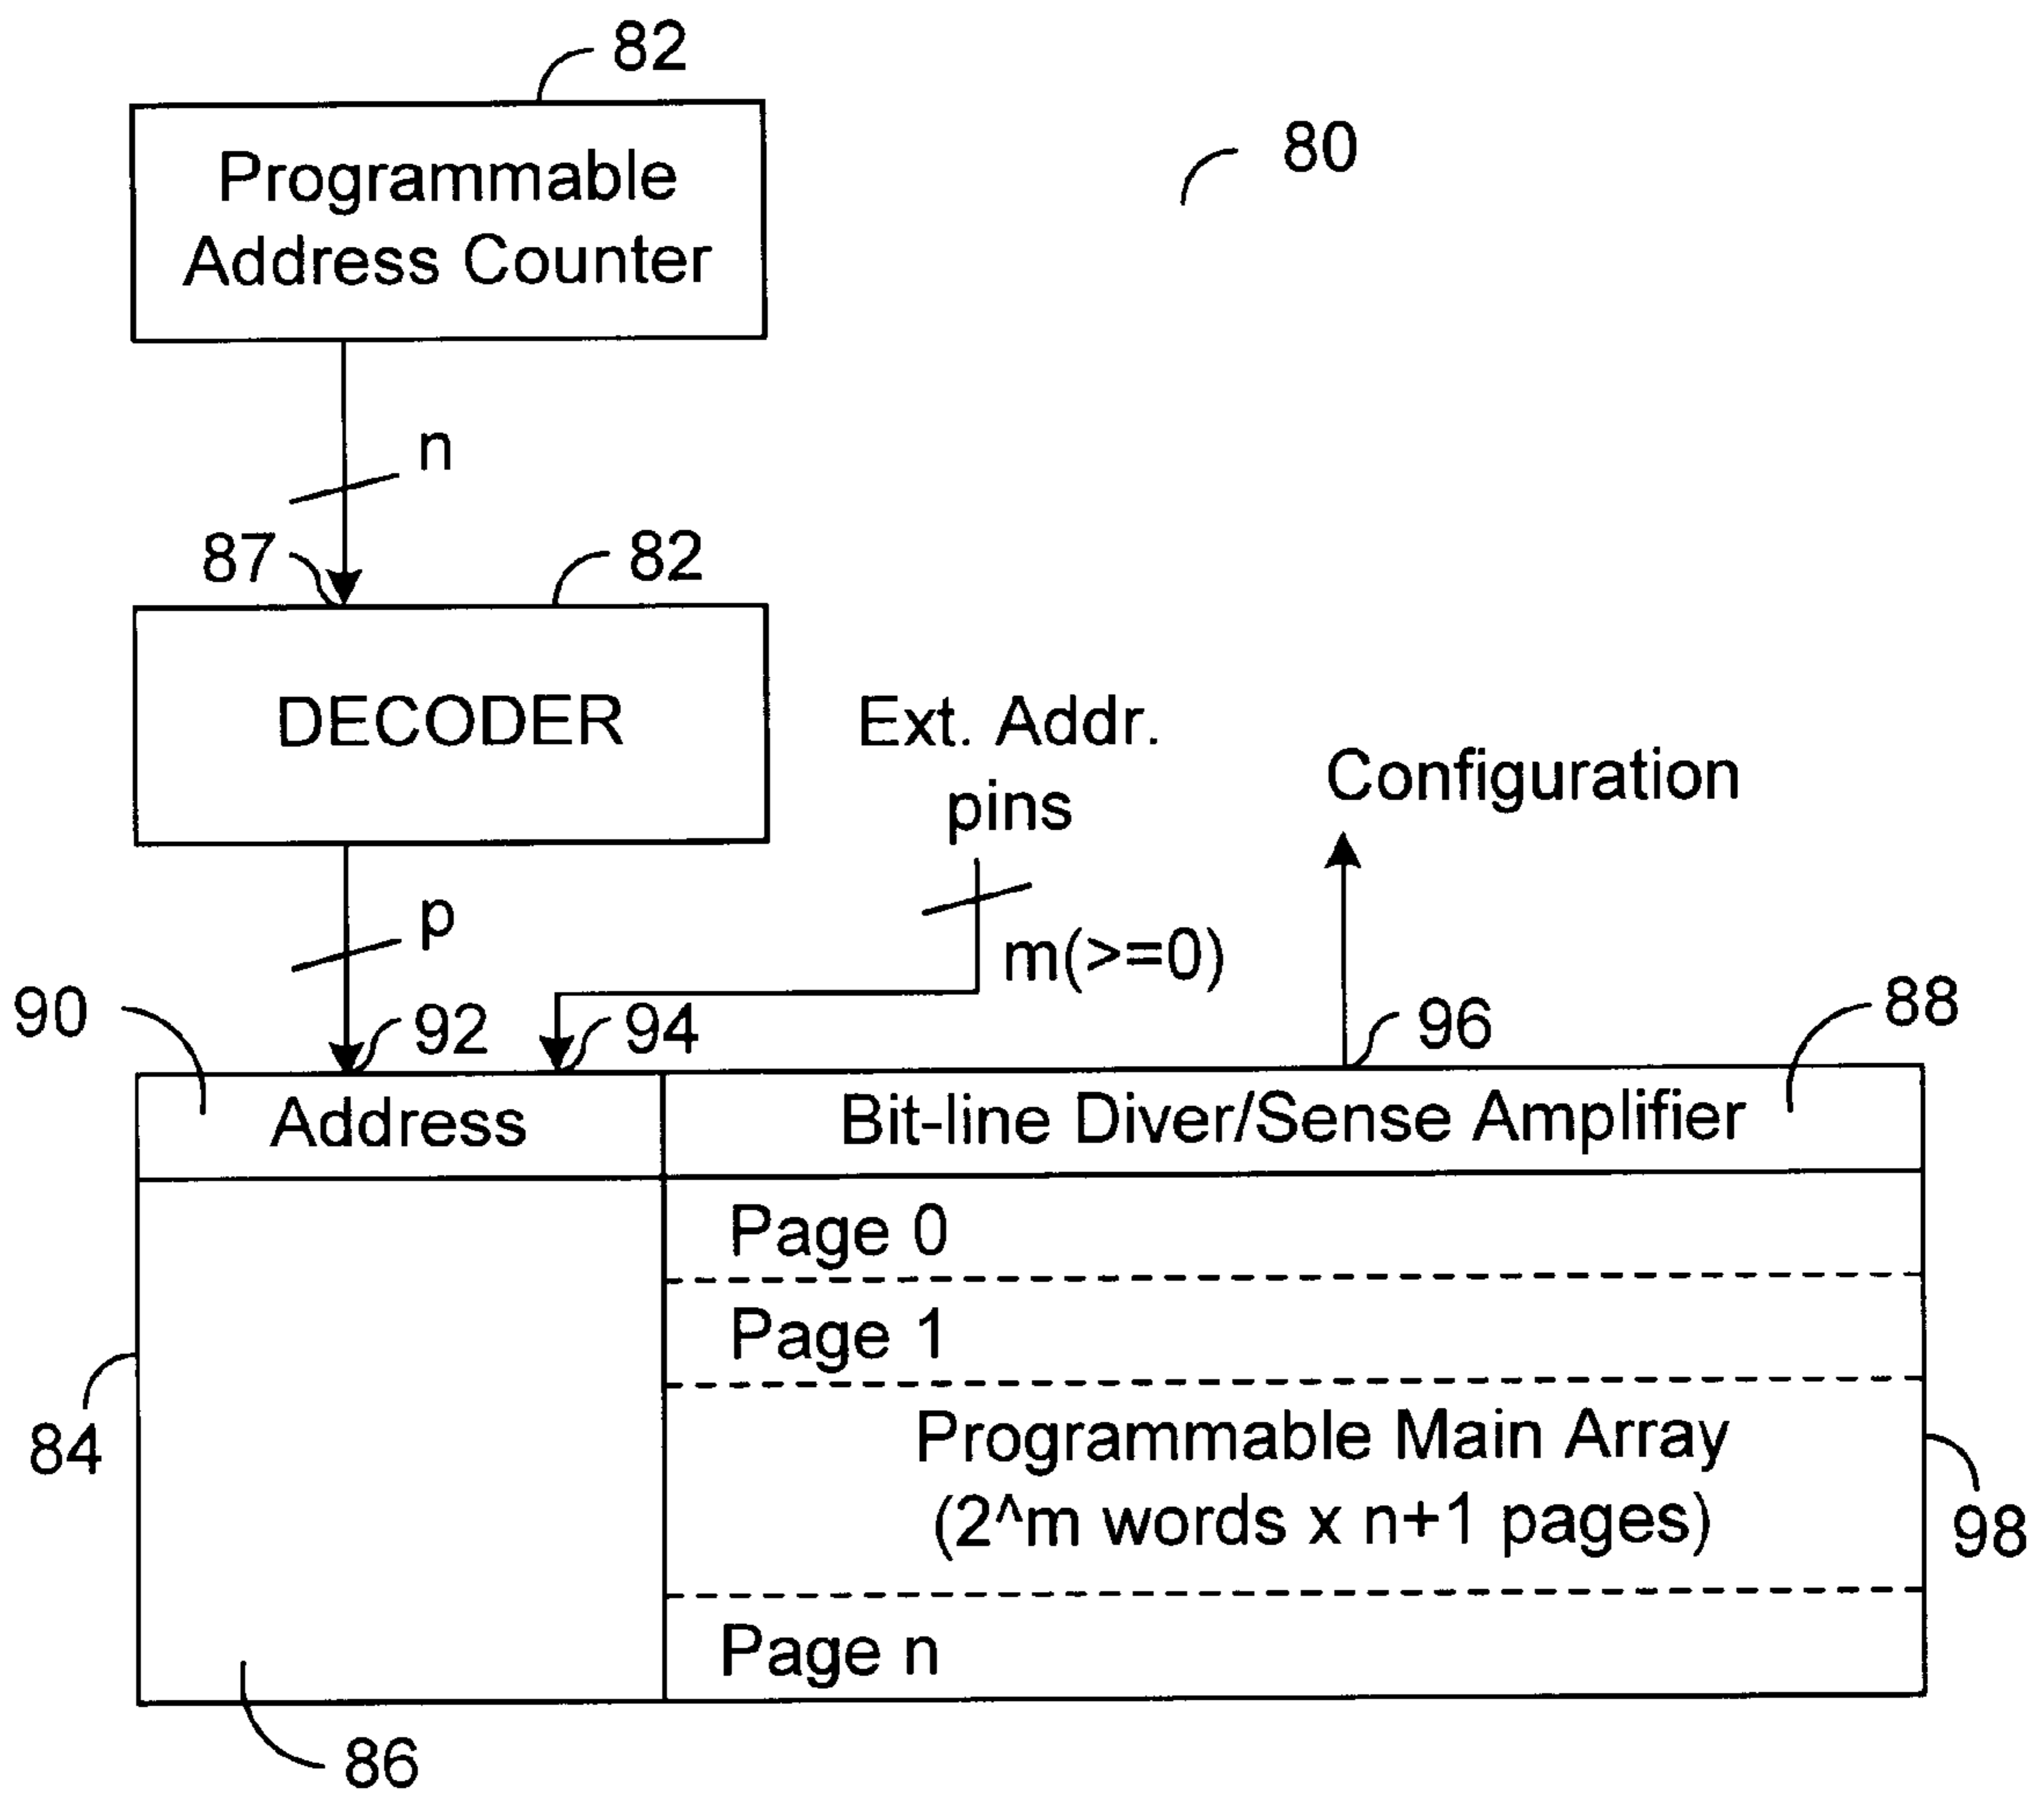 82
Programmable
Address Counter
80
n
87
82
DECODER
Ext. Addr.
pins
Configuration
p
m(>=0)
90
92
94
96
88
Address
Bit-line Diver/Sense Amplifier
Page 0
Page 1
84
Programmable Main Array
(2^m words x n+1 pages)
98
Page n
86